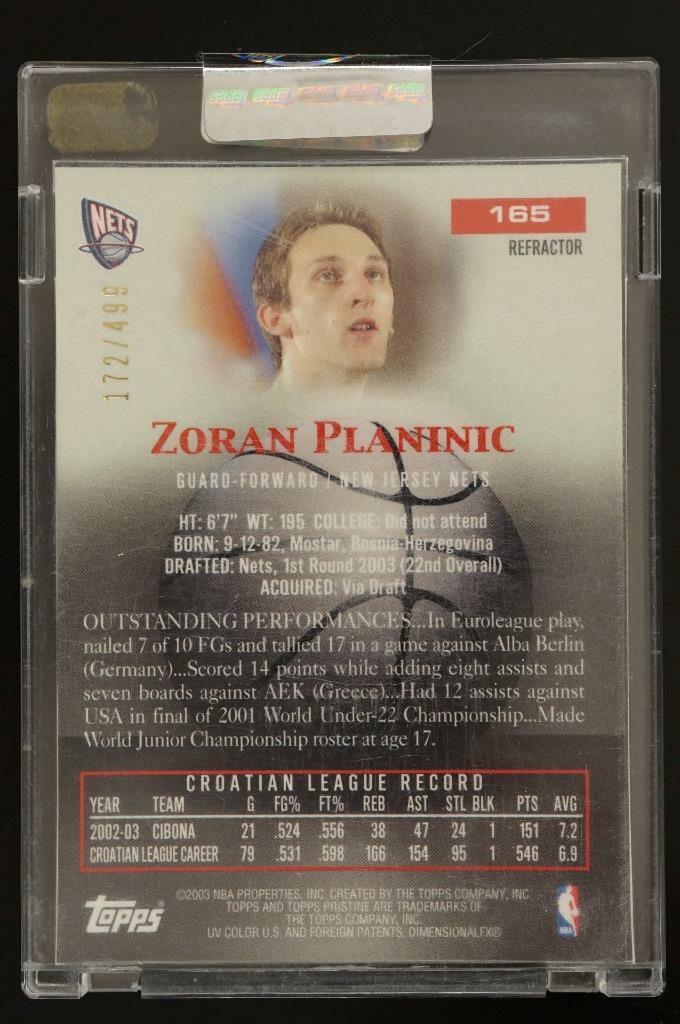 NETS
165
REFRACTOR
172/499
ZORAN PLANINIC
GUARD-FORWARD / NEW JERSEY NETS
HT: 6'7" WT: 195 COLLEGE: Did not attend
BORN: 9-12-82, Mostar, Bosnia-Herzegovina
DRAFTED: Nets, 1st Round 2003 (22nd Overall)
ACQUIRED: Via Draft
OUTSTANDING PERFORMANCES...In Euroleague play,
nailed 7 of 10 FGs and tallied 17 in a game against Alba Berlin
(Germany)...Scored 14 points while adding eight assists and
seven boards against AEK (Greece)...Had 12 assists against
USA in final of 2001 World Under-22 Championship...Made
World Junior Championship roster at age 17.
CROATIAN LEAGUE RECORD
YEAR TEAM G FG% FT% REB AST STL BLK PTS AVG
2002-03 CIBONA 21 .524 .556 38 47 24 1 151 7.2
CROATIAN LEAGUE CAREER 79 .531 .598 166 154 95 1 546 6.9
©2003 NBA PROPERTIES, INC. CREATED BY THE TOPPS COMPANY, INC.
TOPPS AND TOPPS PRISTINE ARE TRADEMARKS OF
THE TOPPS COMPANY, INC.
UV COLOR U.S. AND FOREIGN PATENTS. DIMENSIONALFX®
TOPPS
NBA